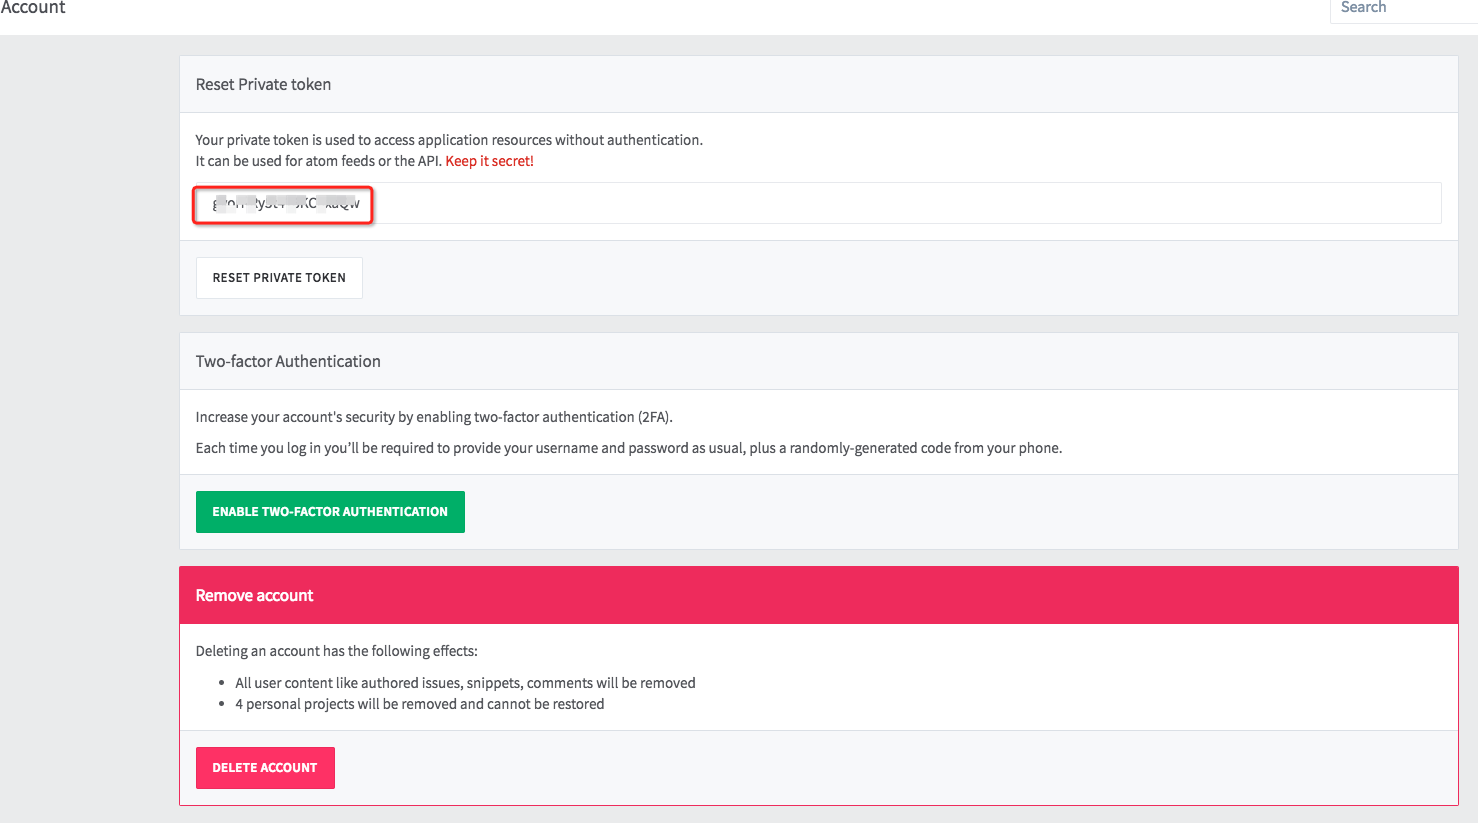 Account
Search
Reset Private token
Your private token is used to access application resources without authentication.
It can be used for atom feeds or the API. Keep it secret!
RESET PRIVATE TOKEN
Two-factor Authentication
Increase your account's security by enabling two-factor authentication (2FA).
Each time you log in you’ll be required to provide your username and password as usual, plus a randomly-generated code from your phone.
ENABLE TWO-FACTOR AUTHENTICATION
Remove account
Deleting an account has the following effects:
• All user content like authored issues, snippets, comments will be removed
• 4 personal projects will be removed and cannot be restored
DELETE ACCOUNT